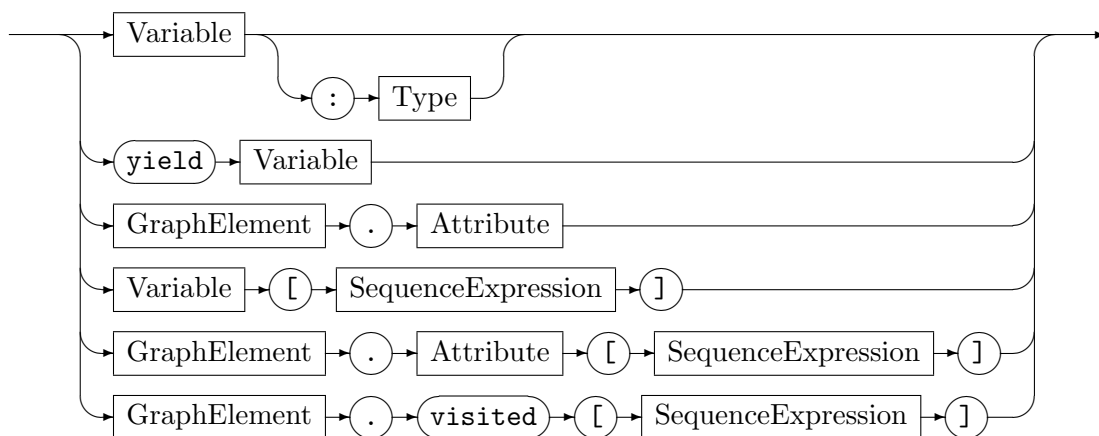 Variable
: Type
yield Variable
GraphElement . Attribute
Variable [ SequenceExpression ]
GraphElement . Attribute [ SequenceExpression ]
GraphElement . visited [ SequenceExpression ]